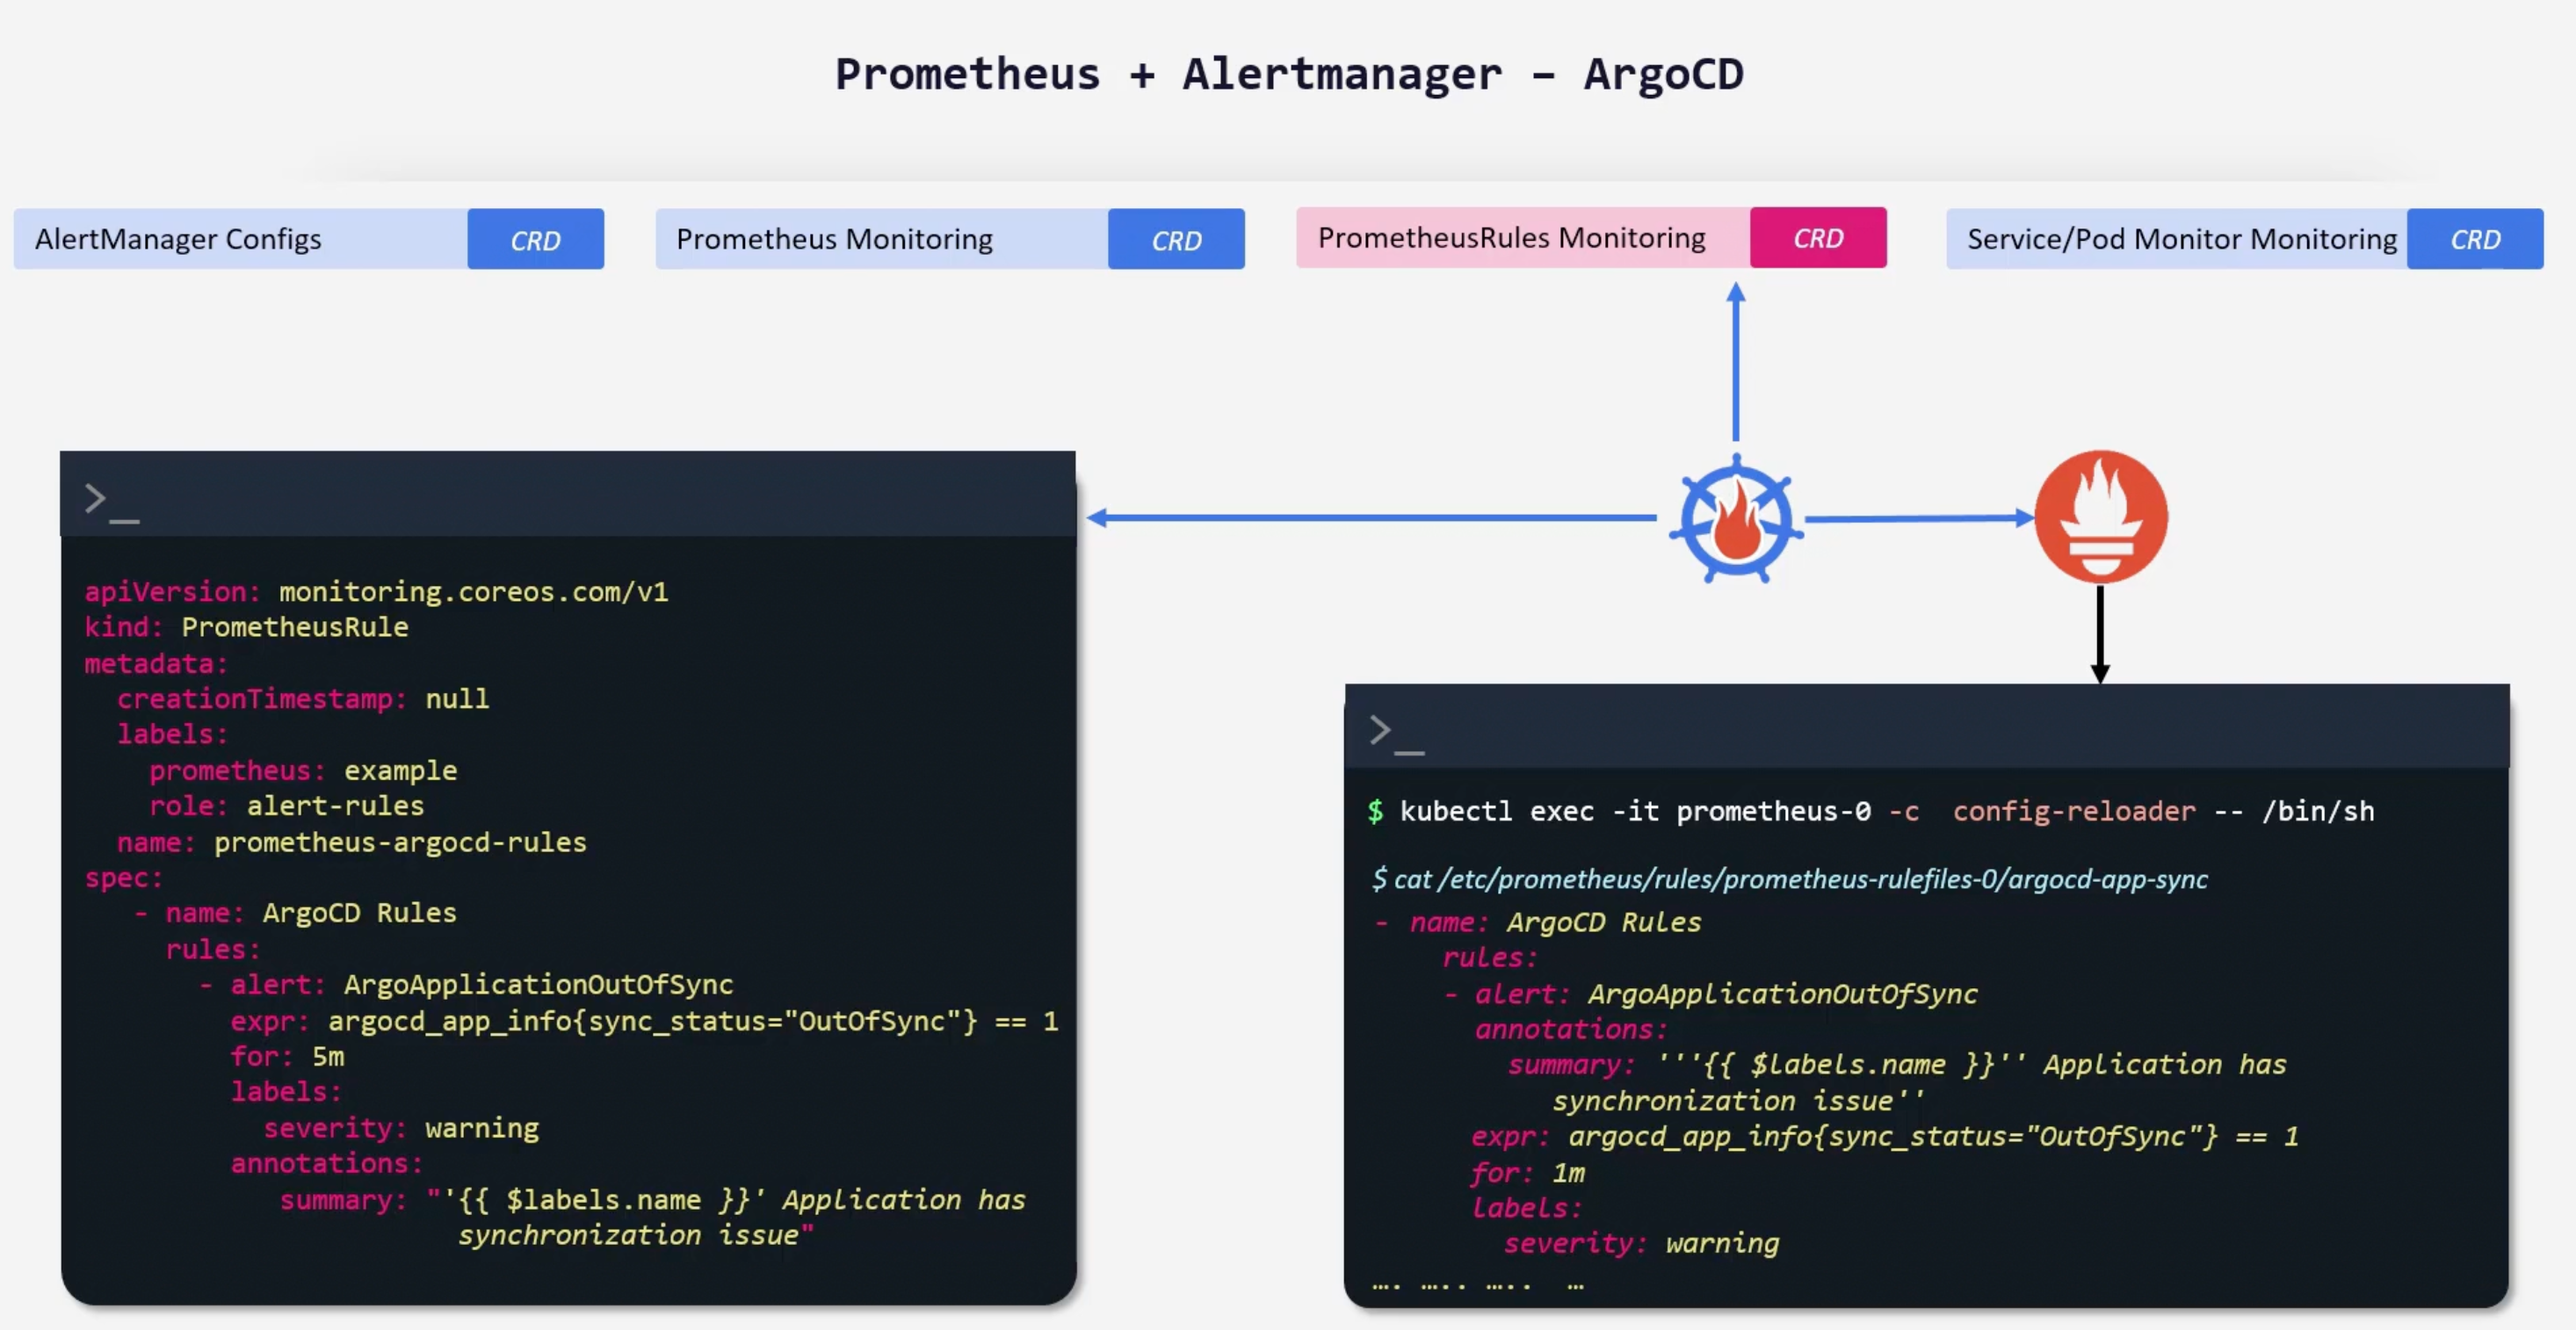 Prometheus + Alertmanager – ArgoCD
AlertManager Configs CRD
Prometheus Monitoring CRD
PrometheusRules Monitoring CRD
Service/Pod Monitor Monitoring CRD
>_
apiVersion: monitoring.coreos.com/v1
kind: PrometheusRule
metadata:
  creationTimestamp: null
  labels:
    prometheus: example
    role: alert-rules
  name: prometheus-argocd-rules
spec:
   - name: ArgoCD Rules
     rules:
       - alert: ArgoApplicationOutOfSync
         expr: argocd_app_info{sync_status="OutOfSync"} == 1
         for: 5m
         labels:
           severity: warning
         annotations:
            summary: "'{{ $labels.name }}' Application has
                       synchronization issue"
>_
$ kubectl exec -it prometheus-0 -c  config-reloader -- /bin/sh
$ cat /etc/prometheus/rules/prometheus-rulefiles-0/argocd-app-sync
- name: ArgoCD Rules
    rules:
    - alert: ArgoApplicationOutOfSync
      annotations:
        summary: '''{{ $labels.name }}'' Application has
           synchronization issue''
      expr: argocd_app_info{sync_status="OutOfSync"} == 1
      for: 1m
      labels:
        severity: warning
…. ….. …..  …